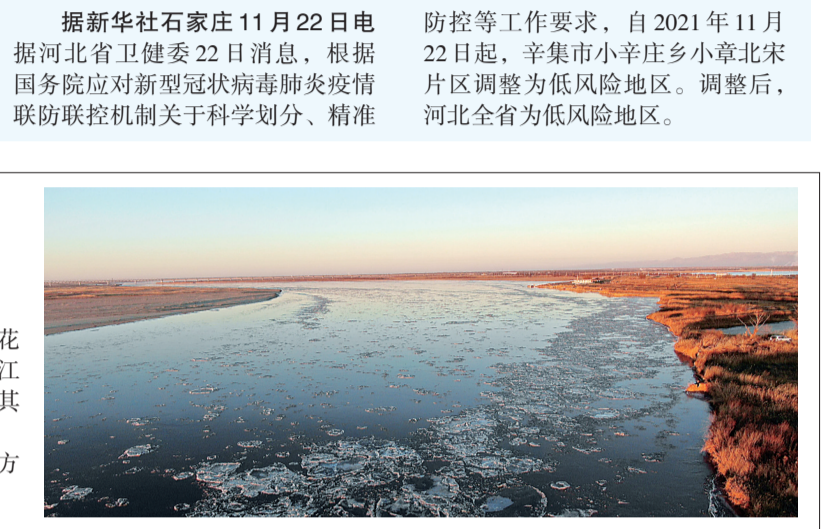 据新华社石家庄11月22日电
据河北省卫健委22日消息，根据
国务院应对新型冠状病毒肺炎疫情
联防联控机制关于科学划分、精准
防控等工作要求，自2021年11月
22日起，辛集市小辛庄乡小章北宋
片区调整为低风险地区。调整后，
河北全省为低风险地区。
花
江
其
方